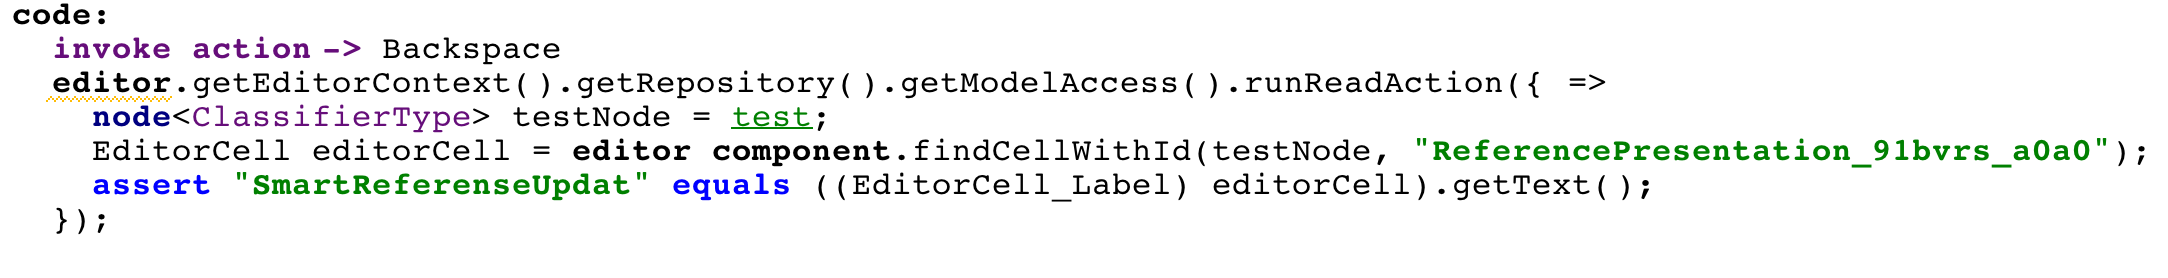 code:
invoke action -> Backspace
editor.getEditorContext().getRepository().getModelAccess().runReadAction({ =>
node<ClassifierType> testNode = test;
EditorCell editorCell = editor component.findCellWithId(testNode, "ReferencePresentation_91bvrs_a0a0");
assert "SmartReferenseUpdat" equals ((EditorCell_Label) editorCell).getText();
});